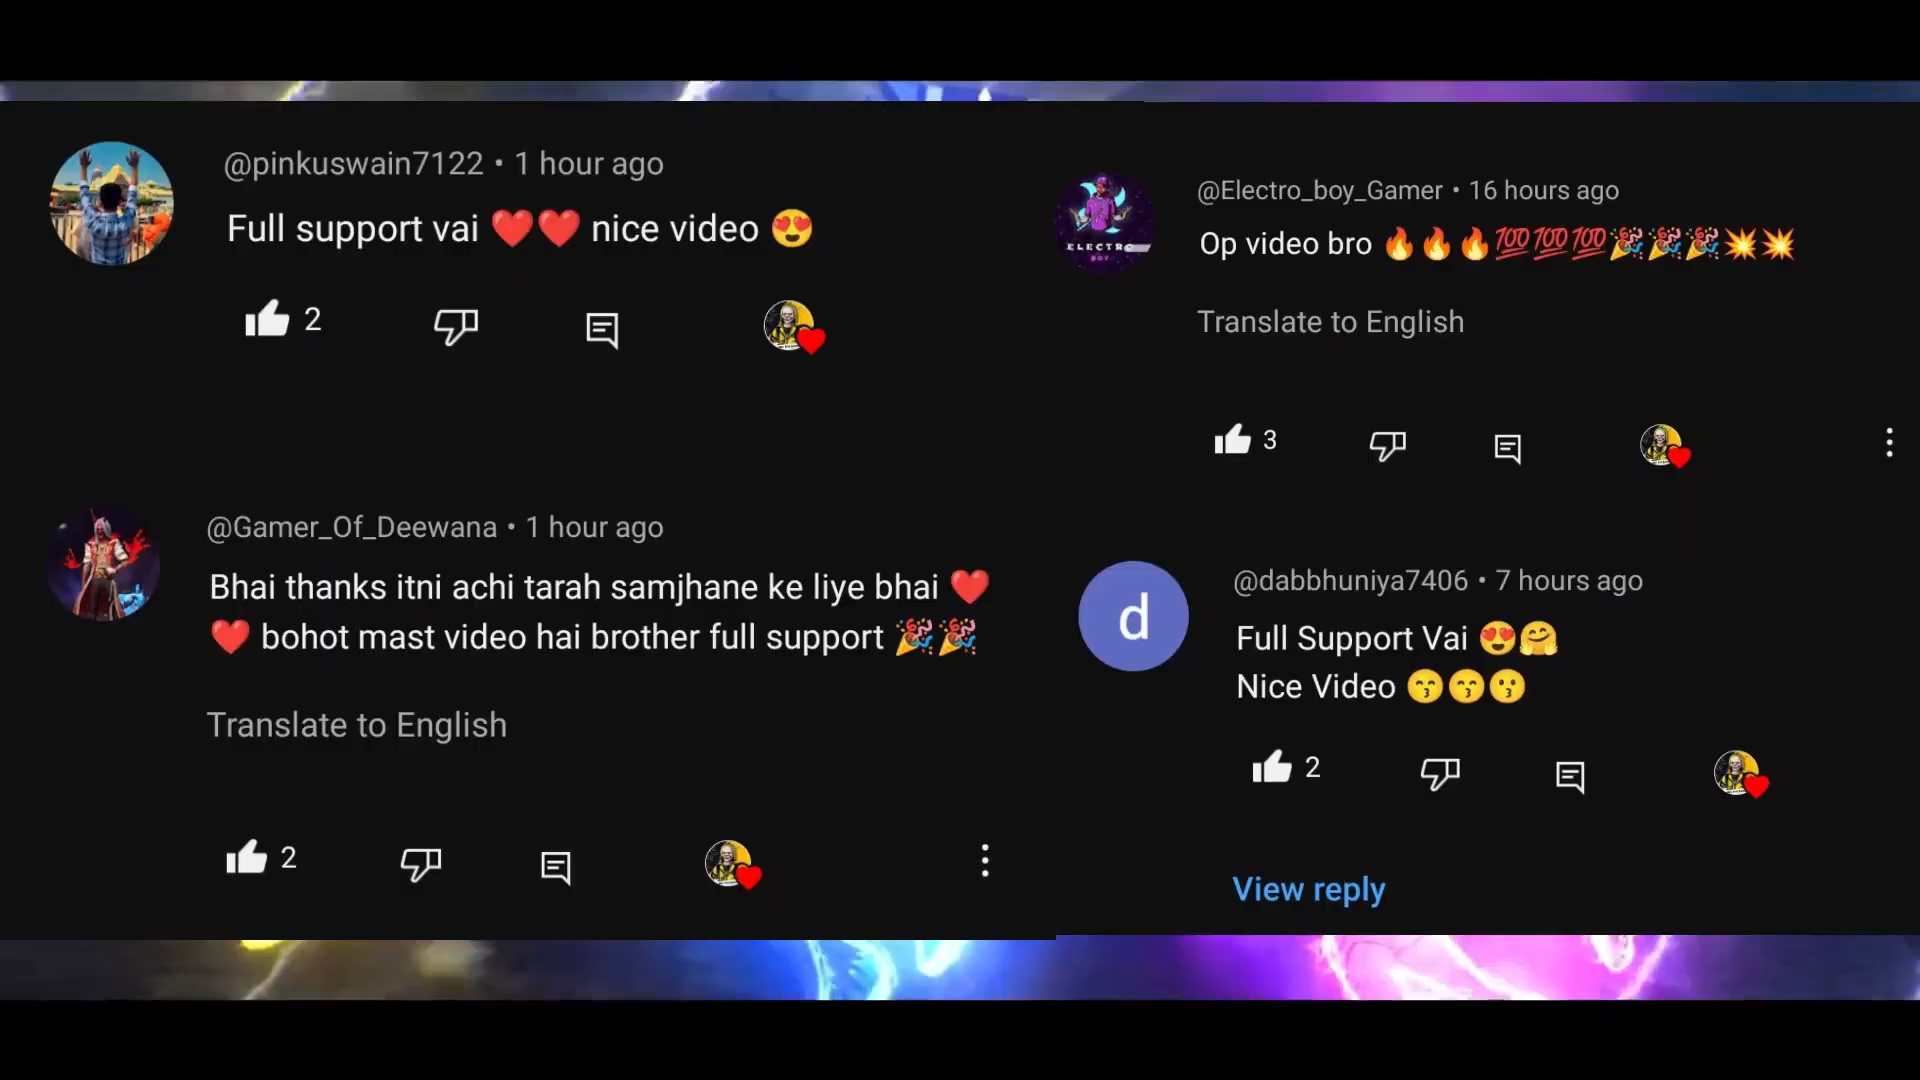 @pinkuswain7122 • 1 hour ago
Full support vai ❤️❤️ nice video 😍
2
@Gamer_Of_Deewana • 1 hour ago
Bhai thanks itni achi tarah samjhane ke liye bhai ❤️
❤️ bohot mast video hai brother full support 🎉🎉
Translate to English
2
@Electro_boy_Gamer • 16 hours ago
Op video bro 🔥🔥🔥💯💯💯🎉🎉🎉💥💥
Translate to English
3
ELECTRO
BOY
d
@dabbhuniya7406 • 7 hours ago
Full Support Vai 😍🤗
Nice Video 😙😙😗
2
View reply